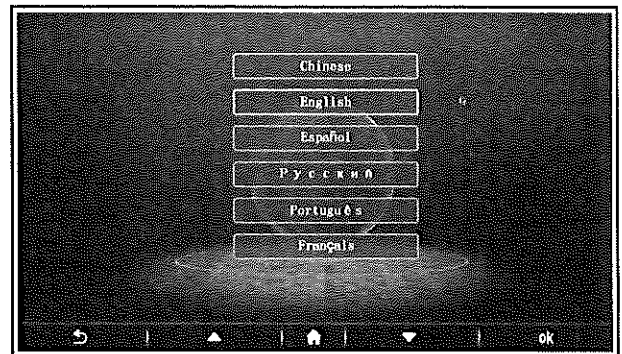 Chinese
English
Español
Русский
Português
Français
ok